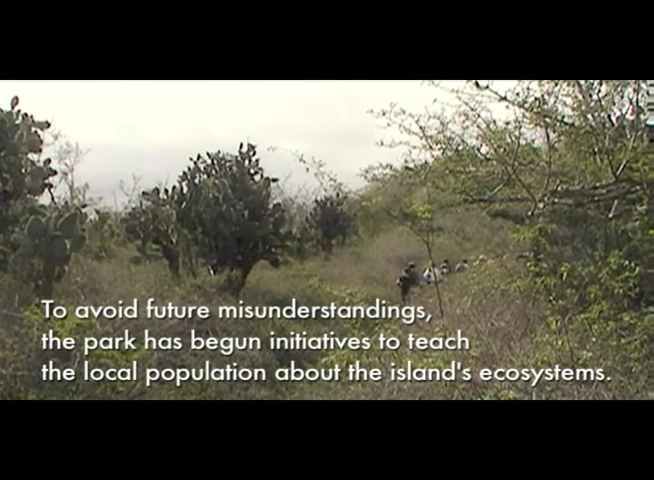 To avoid future misunderstandings,
the park has begun initiatives to teach
the local population about the island's ecosystems.